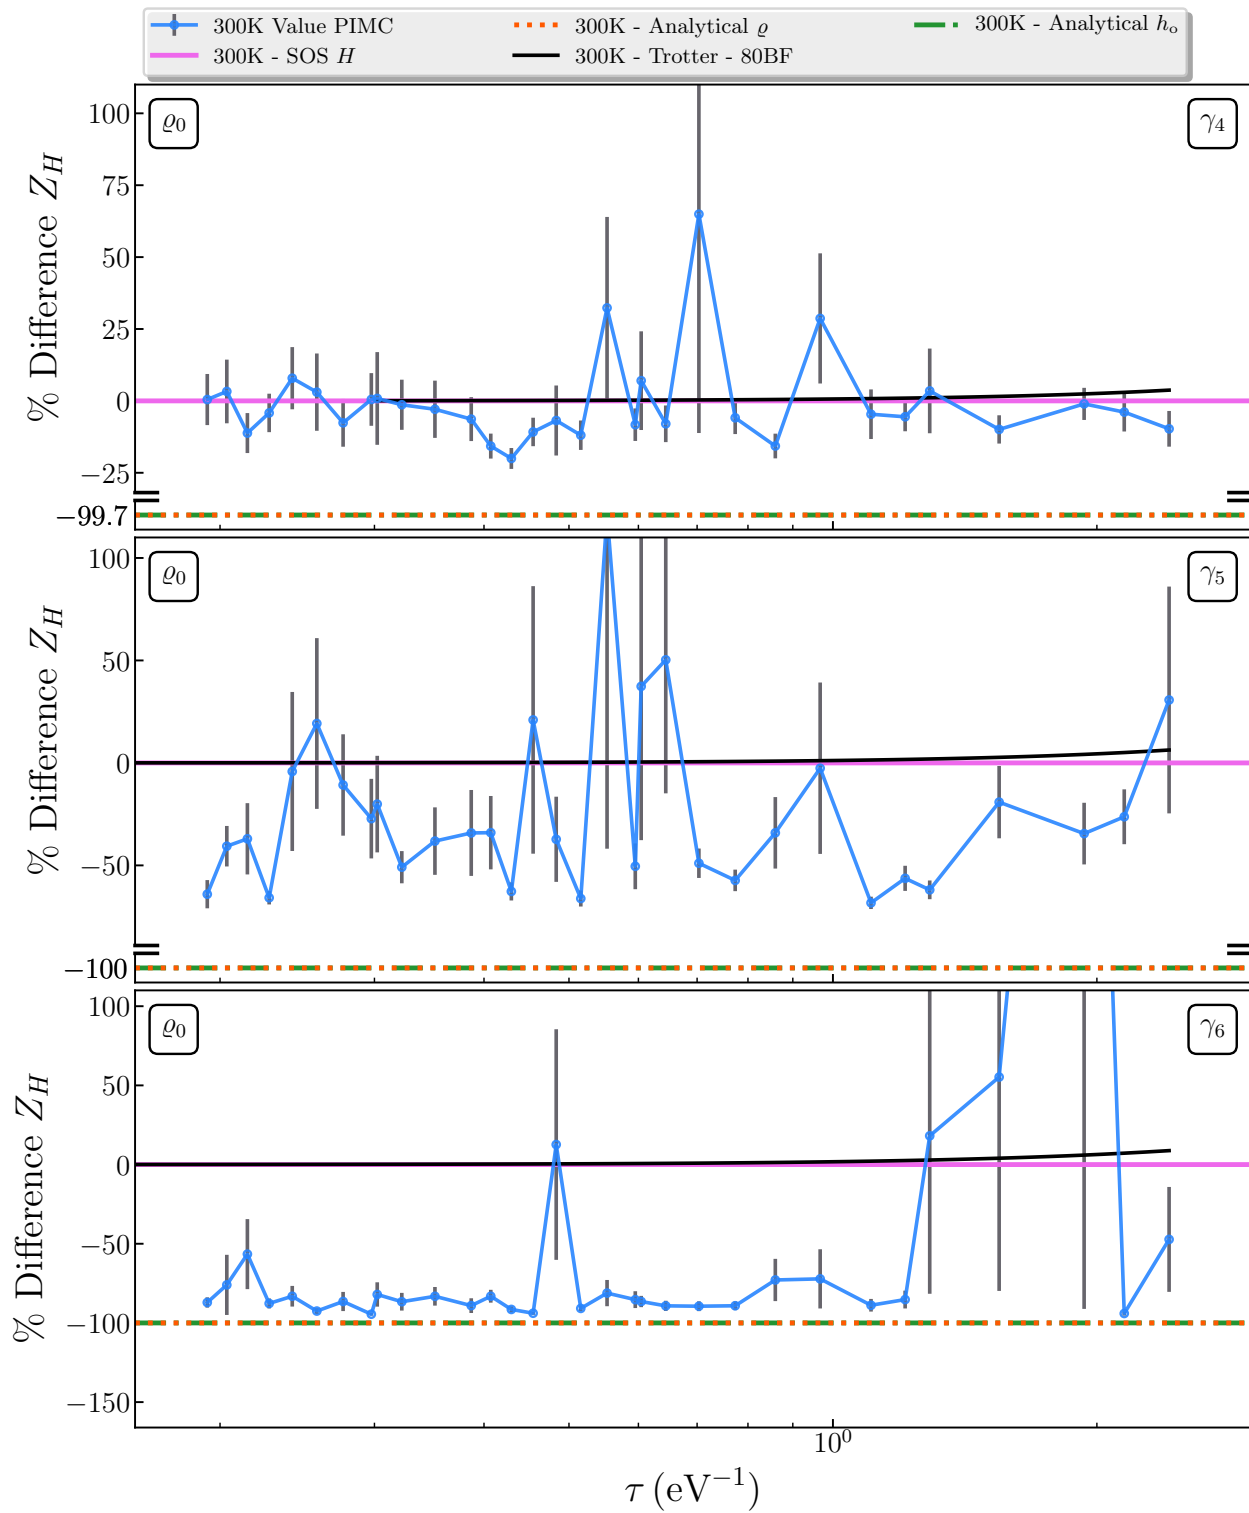 300K Value PIMC 300K - Analytical ϱ 300K - Analytical hₒ
300K - SOS H 300K - Trotter - 80BF
ϱ₀ γ₄
100
75
50
25
0
−25
−99.7
% Difference Z_H
ϱ₀ γ₅
100
50
0
−50
−100
% Difference Z_H
ϱ₀ γ₆
100
50
0
−50
−100
−150
% Difference Z_H
10⁰
τ (eV⁻¹)